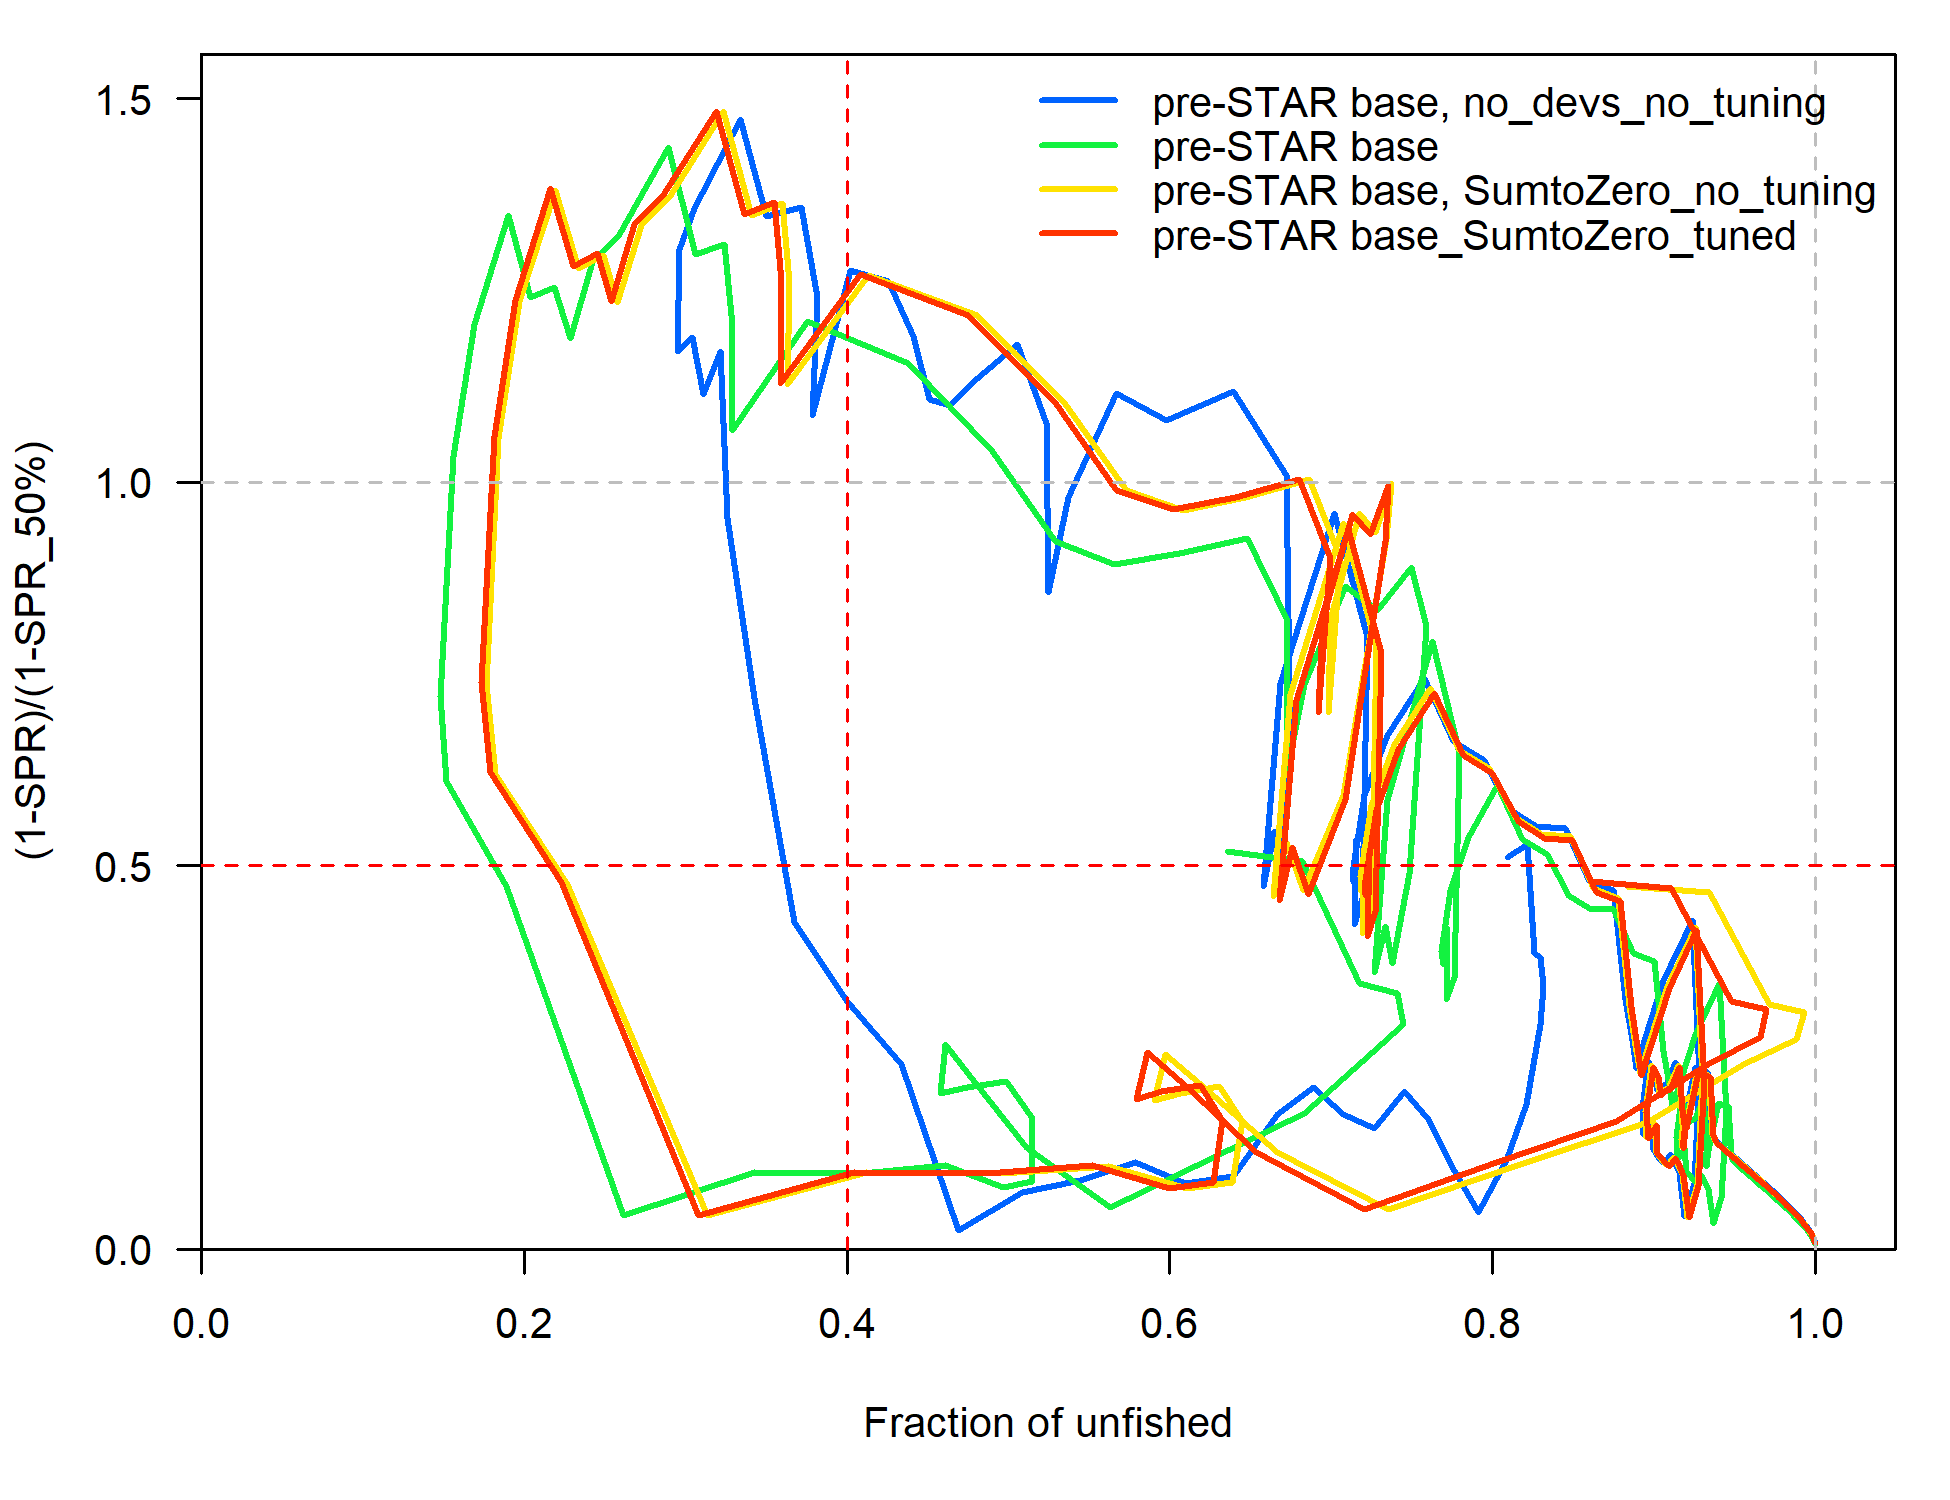 1.5
1.0
0.5
0.0
(1-SPR)/(1-SPR_50%)
pre-STAR base, no_devs_no_tuning
pre-STAR base
pre-STAR base, SumtoZero_no_tuning
pre-STAR base_SumtoZero_tuned
0.0 0.2 0.4 0.6 0.8 1.0
Fraction of unfished